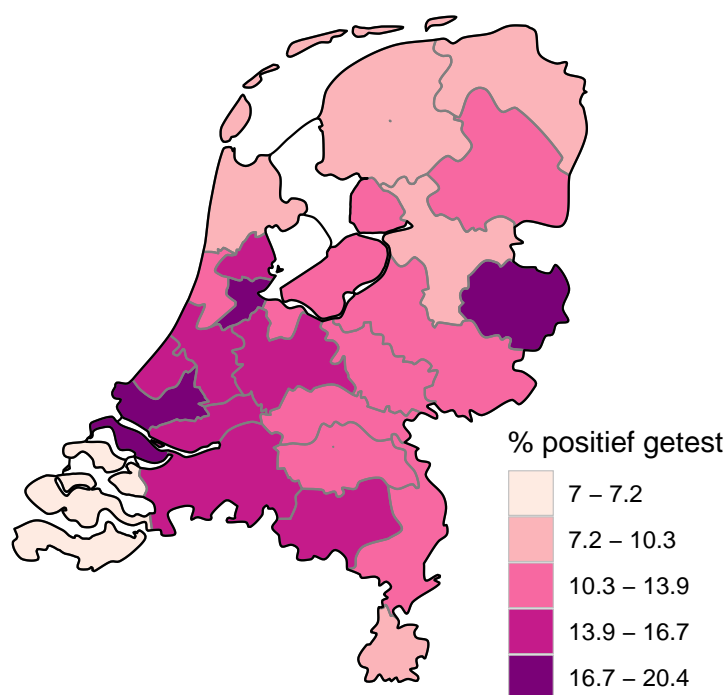 % positief getest
7 – 7.2
7.2 – 10.3
10.3 – 13.9
13.9 – 16.7
16.7 – 20.4